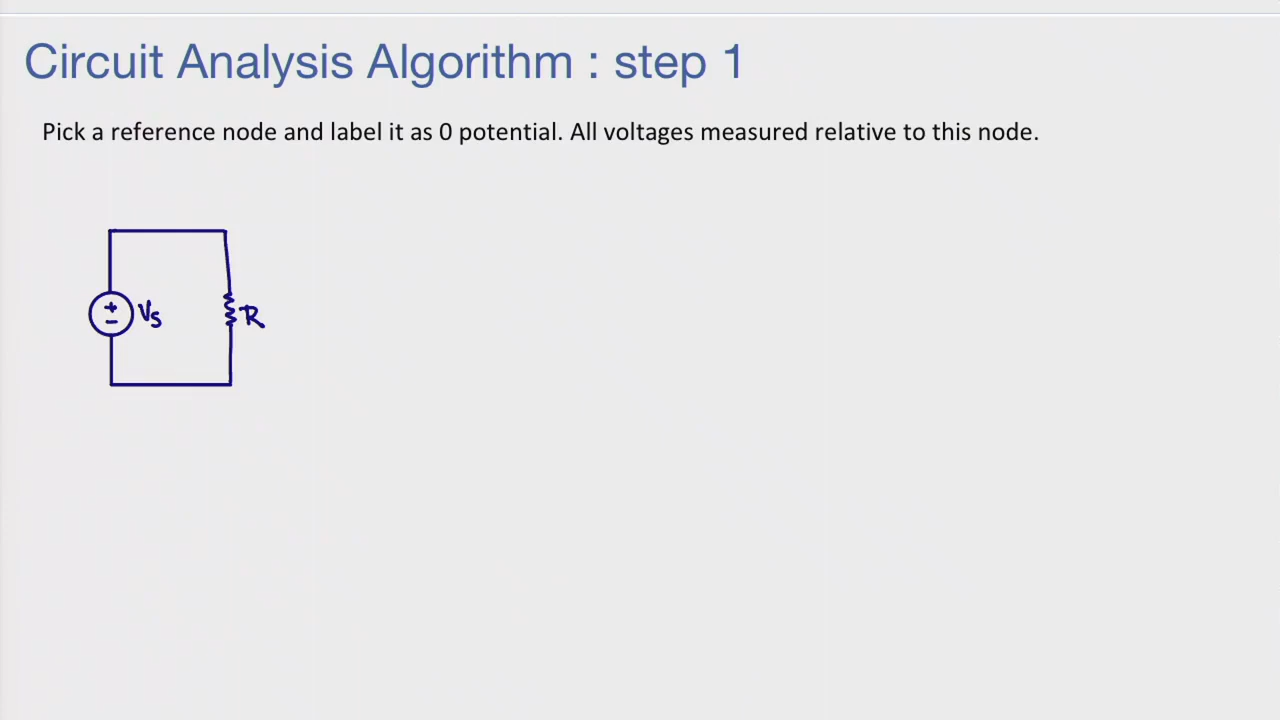 Circuit Analysis Algorithm : step 1
Pick a reference node and label it as 0 potential. All voltages measured relative to this node.
+
−
Vs
R